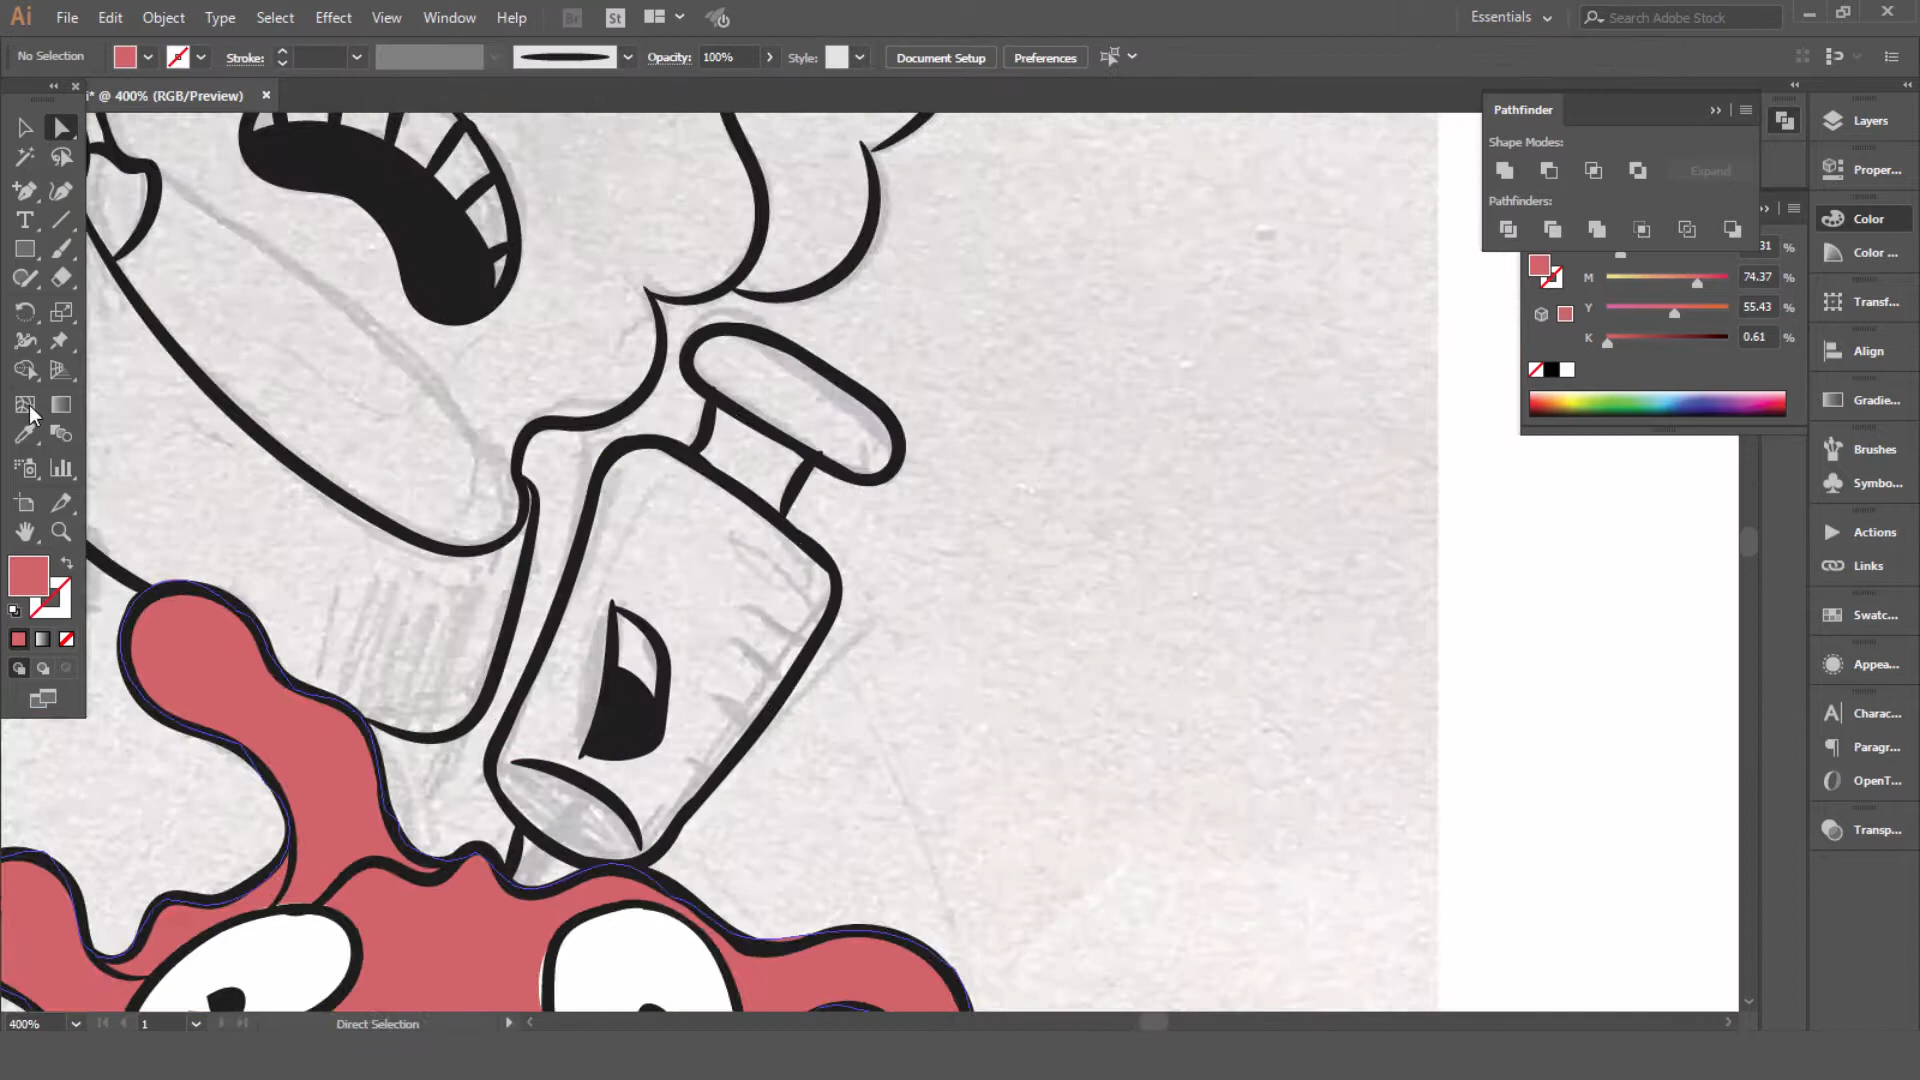 Ai File Edit Object Type Select Effect View Window Help Br St Essentials Search Adobe Stock
No Selection Stroke: Opacity: 100% Style: Document Setup Preferences
i* @ 400% (RGB/Preview) ×
Pathfinder
Shape Modes:
Expand
Pathfinders:
31 %
M 74.37 %
Y 55.43 %
K 0.61 %
Layers
Proper...
Color
Color ...
Transf...
Align
Gradie...
Brushes
Symbo...
Actions
Links
Swatc...
Appea...
Charac...
Paragr...
OpenT...
Transp...
400% 1 Direct Selection